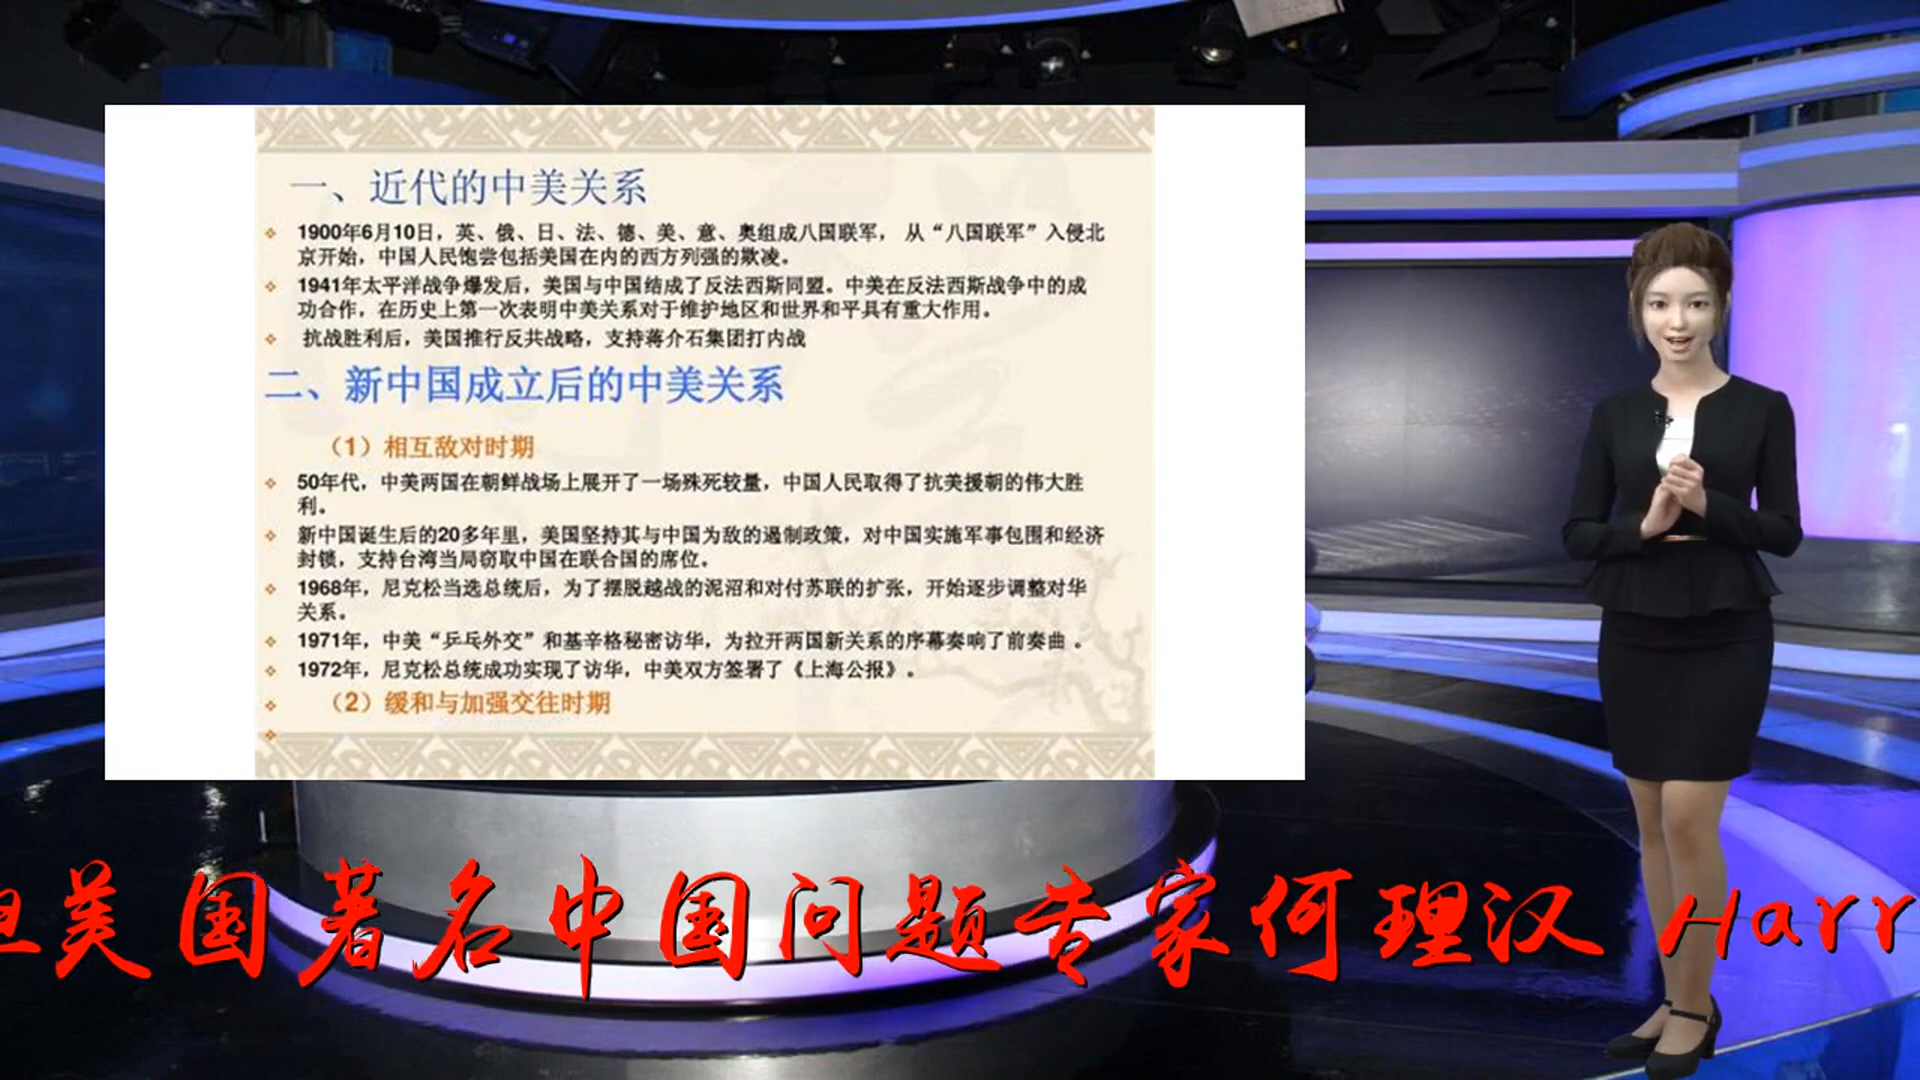 一、近代的中美关系
1900年6月10日，英、俄、日、法、德、美、意、奥组成八国联军， 从“八国联军”入侵北
京开始，中国人民饱尝包括美国在内的西方列强的欺凌。
1941年太平洋战争爆发后，美国与中国结成了反法西斯同盟。中美在反法西斯战争中的成
功合作，在历史上第一次表明中美关系对于维护地区和世界和平具有重大作用。
抗战胜利后，美国推行反共战略，支持蒋介石集团打内战
二、新中国成立后的中美关系
（1）相互敌对时期
50年代，中美两国在朝鲜战场上展开了一场殊死较量，中国人民取得了抗美援朝的伟大胜
利。
新中国诞生后的20多年里，美国坚持其与中国为敌的遏制政策，对中国实施军事包围和经济
封锁，支持台湾当局窃取中国在联合国的席位。
1968年，尼克松当选总统后，为了摆脱越战的泥沼和对付苏联的扩张，开始逐步调整对华
关系。
1971年，中美“乒乓外交”和基辛格秘密访华，为拉开两国新关系的序幕奏响了前奏曲 。
1972年，尼克松总统成功实现了访华，中美双方签署了《上海公报》。
（2）缓和与加强交往时期
美国著名中国问题专家何理汉 Harr